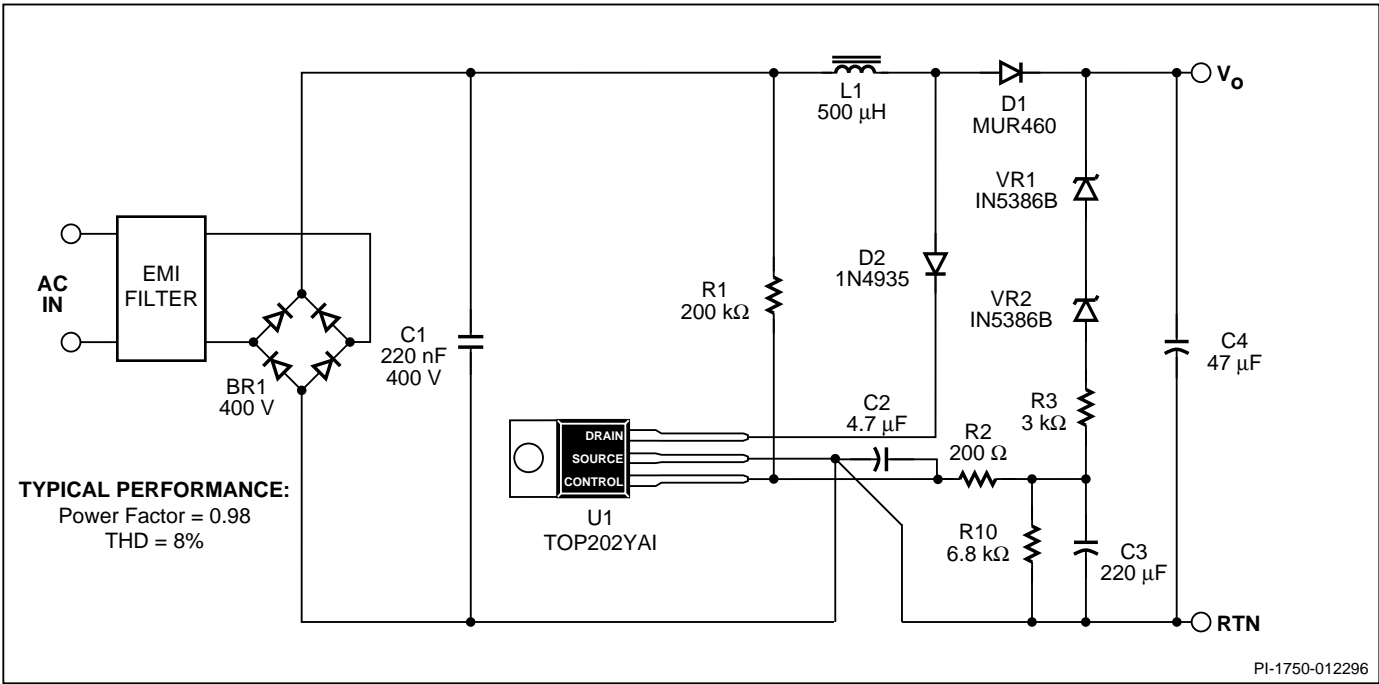 L1
500 µH
D1
MUR460
Vo
VR1
IN5386B
AC
IN
EMI
FILTER
D2
1N4935
R1
200 kΩ
VR2
IN5386B
C1
220 nF
400 V
C4
47 µF
BR1
400 V
C2
4.7 µF
R3
3 kΩ
R2
200 Ω
DRAIN
SOURCE
CONTROL
TYPICAL PERFORMANCE:
Power Factor = 0.98
THD = 8%
U1
TOP202YAI
R10
6.8 kΩ
C3
220 µF
RTN
PI-1750-012296